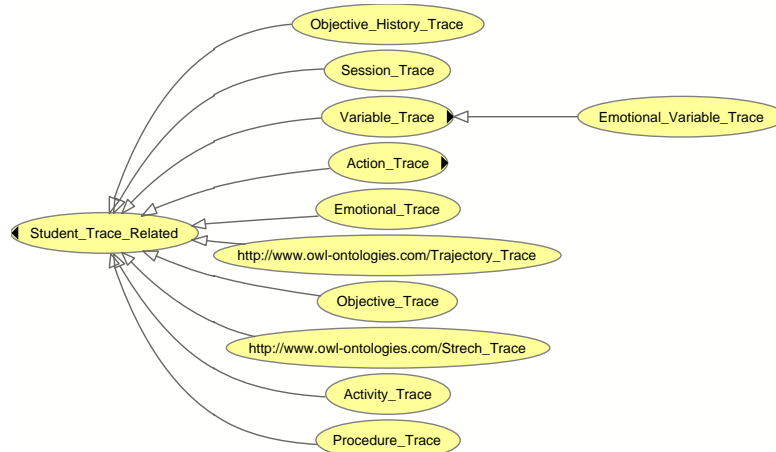 Objective_History_Trace
Session_Trace
Variable_Trace
Emotional_Variable_Trace
Action_Trace
Emotional_Trace
Student_Trace_Related
http://www.owl-ontologies.com/Trajectory_Trace
Objective_Trace
http://www.owl-ontologies.com/Strech_Trace
Activity_Trace
Procedure_Trace